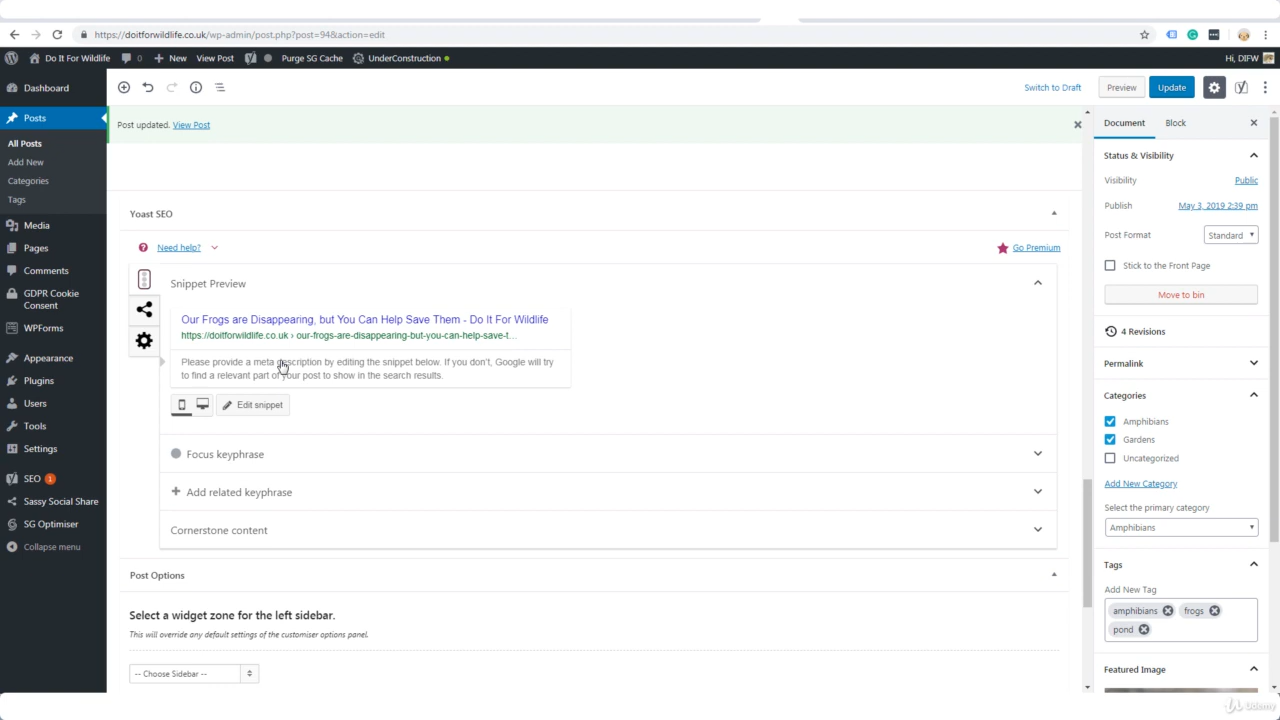 https://doitforwildlife.co.uk/wp-admin/post.php?post=94&action=edit
Do It For Wildlife 0 New View Post Purge SG Cache UnderConstruction Hi, DIFW
Dashboard
Posts
All Posts
Add New
Categories
Tags
Media
Pages
Comments
GDPR Cookie
Consent
WPForms
Appearance
Plugins
Users
Tools
Settings
SEO 1
Sassy Social Share
SG Optimiser
Collapse menu
Switch to Draft Preview Update
Post updated. View Post
Yoast SEO
Need help? Go Premium
Snippet Preview
Our Frogs are Disappearing, but You Can Help Save Them - Do It For Wildlife
https://doitforwildlife.co.uk › our-frogs-are-disappearing-but-you-can-help-save-t...
Please provide a meta description by editing the snippet below. If you don't, Google will try
to find a relevant part of your post to show in the search results.
Edit snippet
Focus keyphrase
Add related keyphrase
Cornerstone content
Post Options
Select a widget zone for the left sidebar.
This will override any default settings of the customiser options panel.
-- Choose Sidebar --
Document Block
Status & Visibility
Visibility Public
Publish May 3, 2019 2:39 pm
Post Format Standard
Stick to the Front Page
Move to bin
4 Revisions
Permalink
Categories
Amphibians
Gardens
Uncategorized
Add New Category
Select the primary category
Amphibians
Tags
Add New Tag
amphibians frogs
pond
Featured Image
Udemy